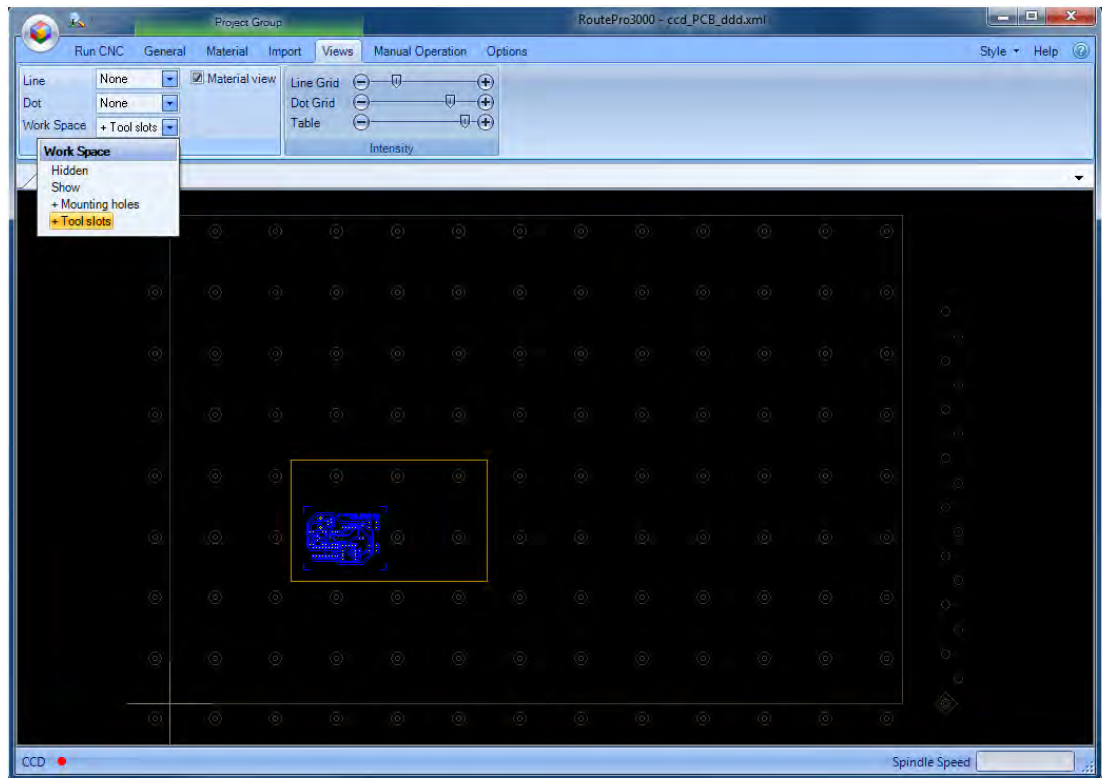 Project Group
RoutePro3000 - ccd_PCB_ddd.xml
Run CNC General Material Import Views Manual Operation Options Style Help
Line None Material view Line Grid
Dot None Dot Grid
Work Space + Tool slots Table
Intensity
Work Space
Hidden
Show
+ Mounting holes
+ Tool slots
CCD Spindle Speed